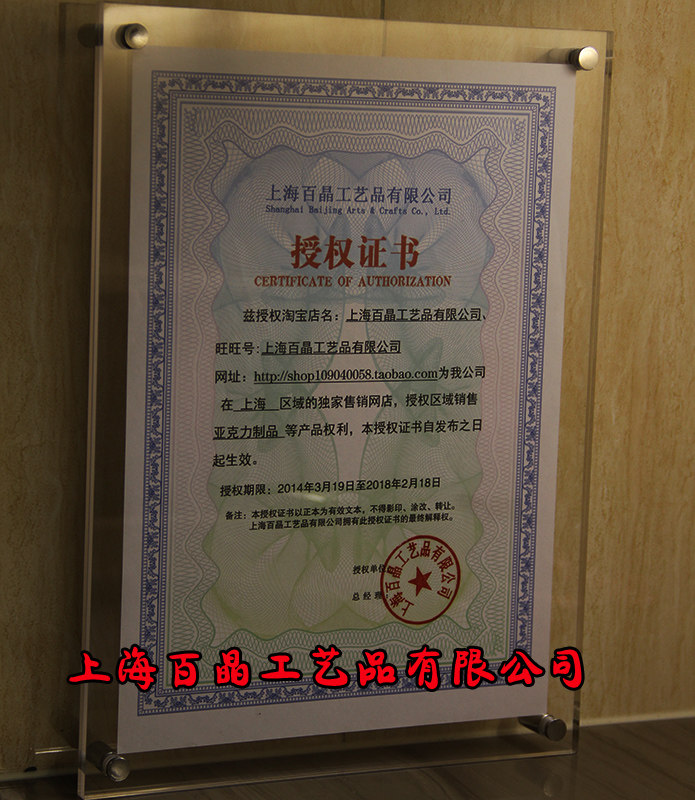 上海百晶工艺品有限公司
Shanghai Baijing Arts & Crafts Co., Ltd.
授权证书
CERTIFICATE OF AUTHORIZATION
兹授权淘宝店名：上海百晶工艺品有限公司、
旺旺号：上海百晶工艺品有限公司
网址：http://shop109040058.taobao.com为我公司
在 上海 区域的独家售销网店，授权区域销售
亚克力制品 等产品权利，本授权证书自发布之日
起生效。
授权期限：2014年3月19日至2018年2月18日
备注：本授权证书以正本为有效文本，不得影印、涂改、转让。
上海百晶工艺品有限公司拥有此授权证书的最终解释权。
授权单位
总经理
上海百晶工艺品有限公司
上海百晶工艺品有限公司